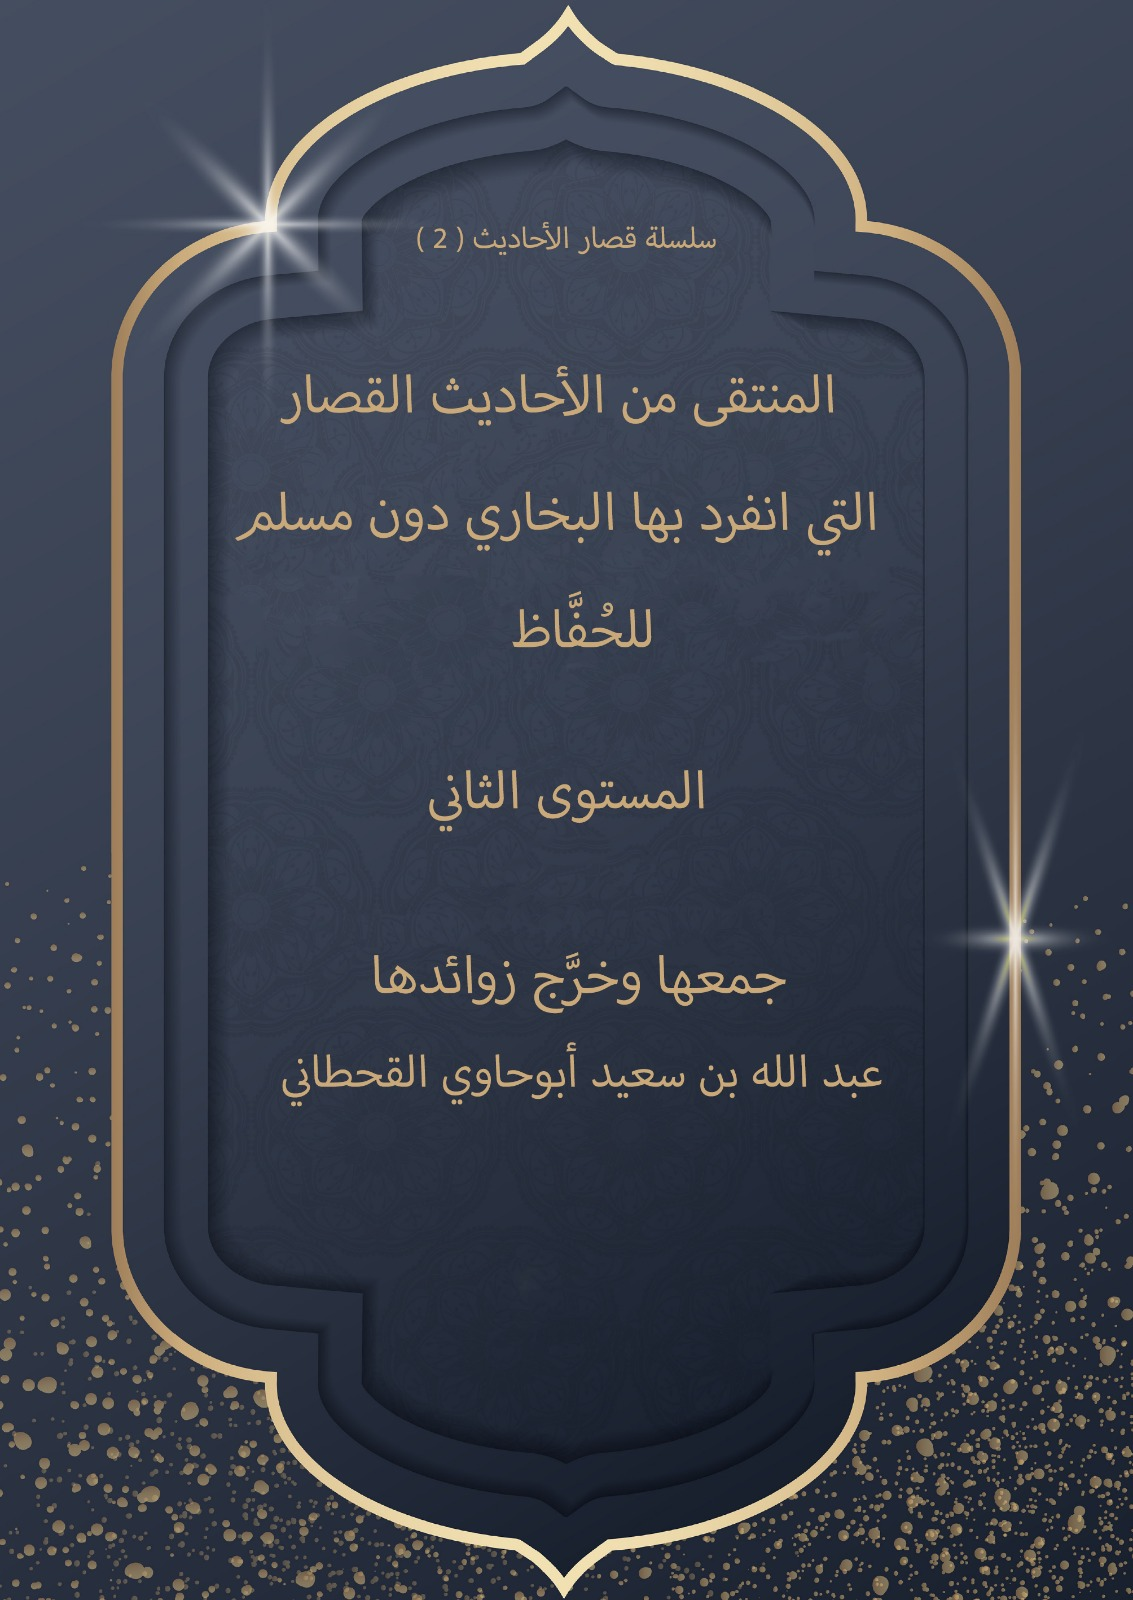 سلسلة قصار الأحاديث ( 2 )
المنتقى من الأحاديث القصار
التي انفرد بها البخاري دون مسلم
للحُفَّاظ
المستوى الثاني
جمعها وخرَّج زوائدها
عبد الله بن سعيد أبوحاوي القحطاني